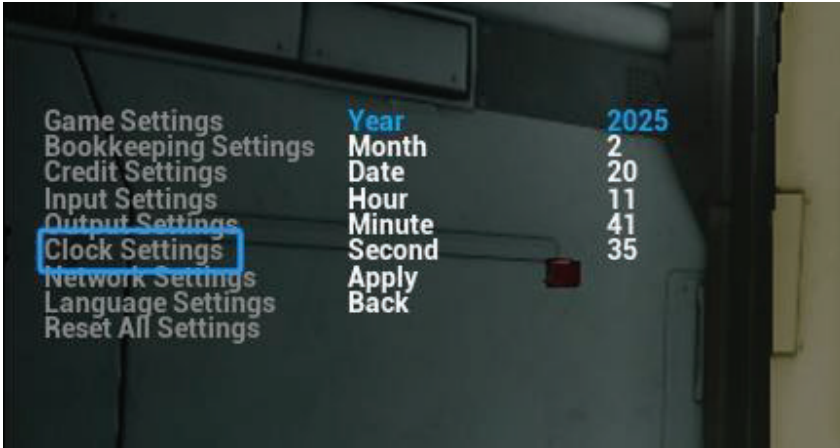 Game Settings
Bookkeeping Settings
Credit Settings
Input Settings
Output Settings
Clock Settings
Network Settings
Language Settings
Reset All Settings
Year 2025
Month 2
Date 20
Hour 11
Minute 41
Second 35
Apply
Back